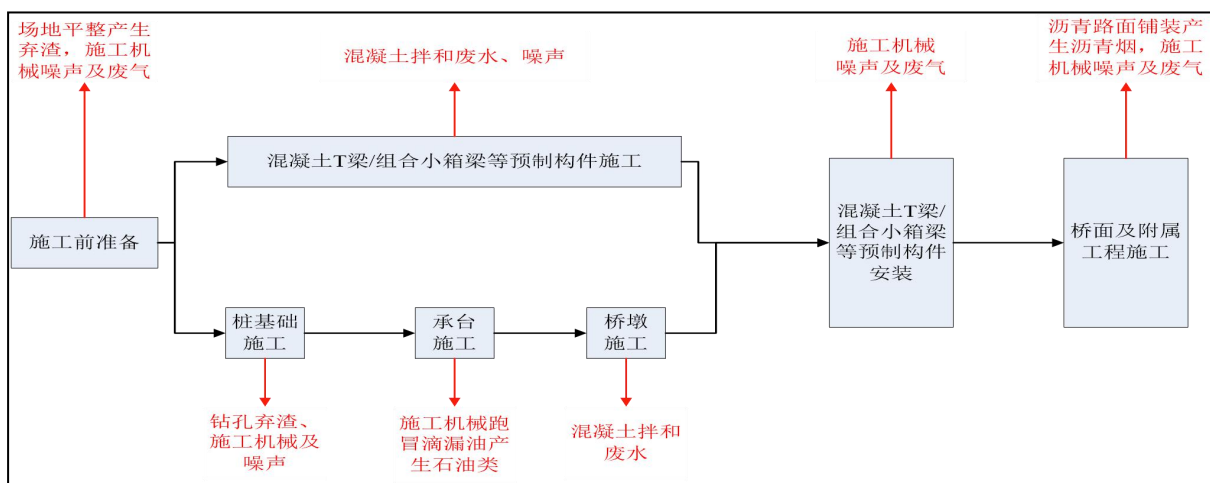 场地平整产生
弃渣，施工机
械噪声及废气
混凝土拌和废水、噪声
施工机械
噪声及废气
沥青路面铺装产
生沥青烟，施工
机械噪声及废气
施工前准备
混凝土T梁/组合小箱梁等预制构件施工
混凝土T梁/
组合小箱梁
等预制构件
安装
桥面及附属
工程施工
桩基础
施工
承台
施工
桥墩
施工
钻孔弃渣、
施工机械及
噪声
施工机械跑
冒滴漏油产
生石油类
混凝土拌和
废水